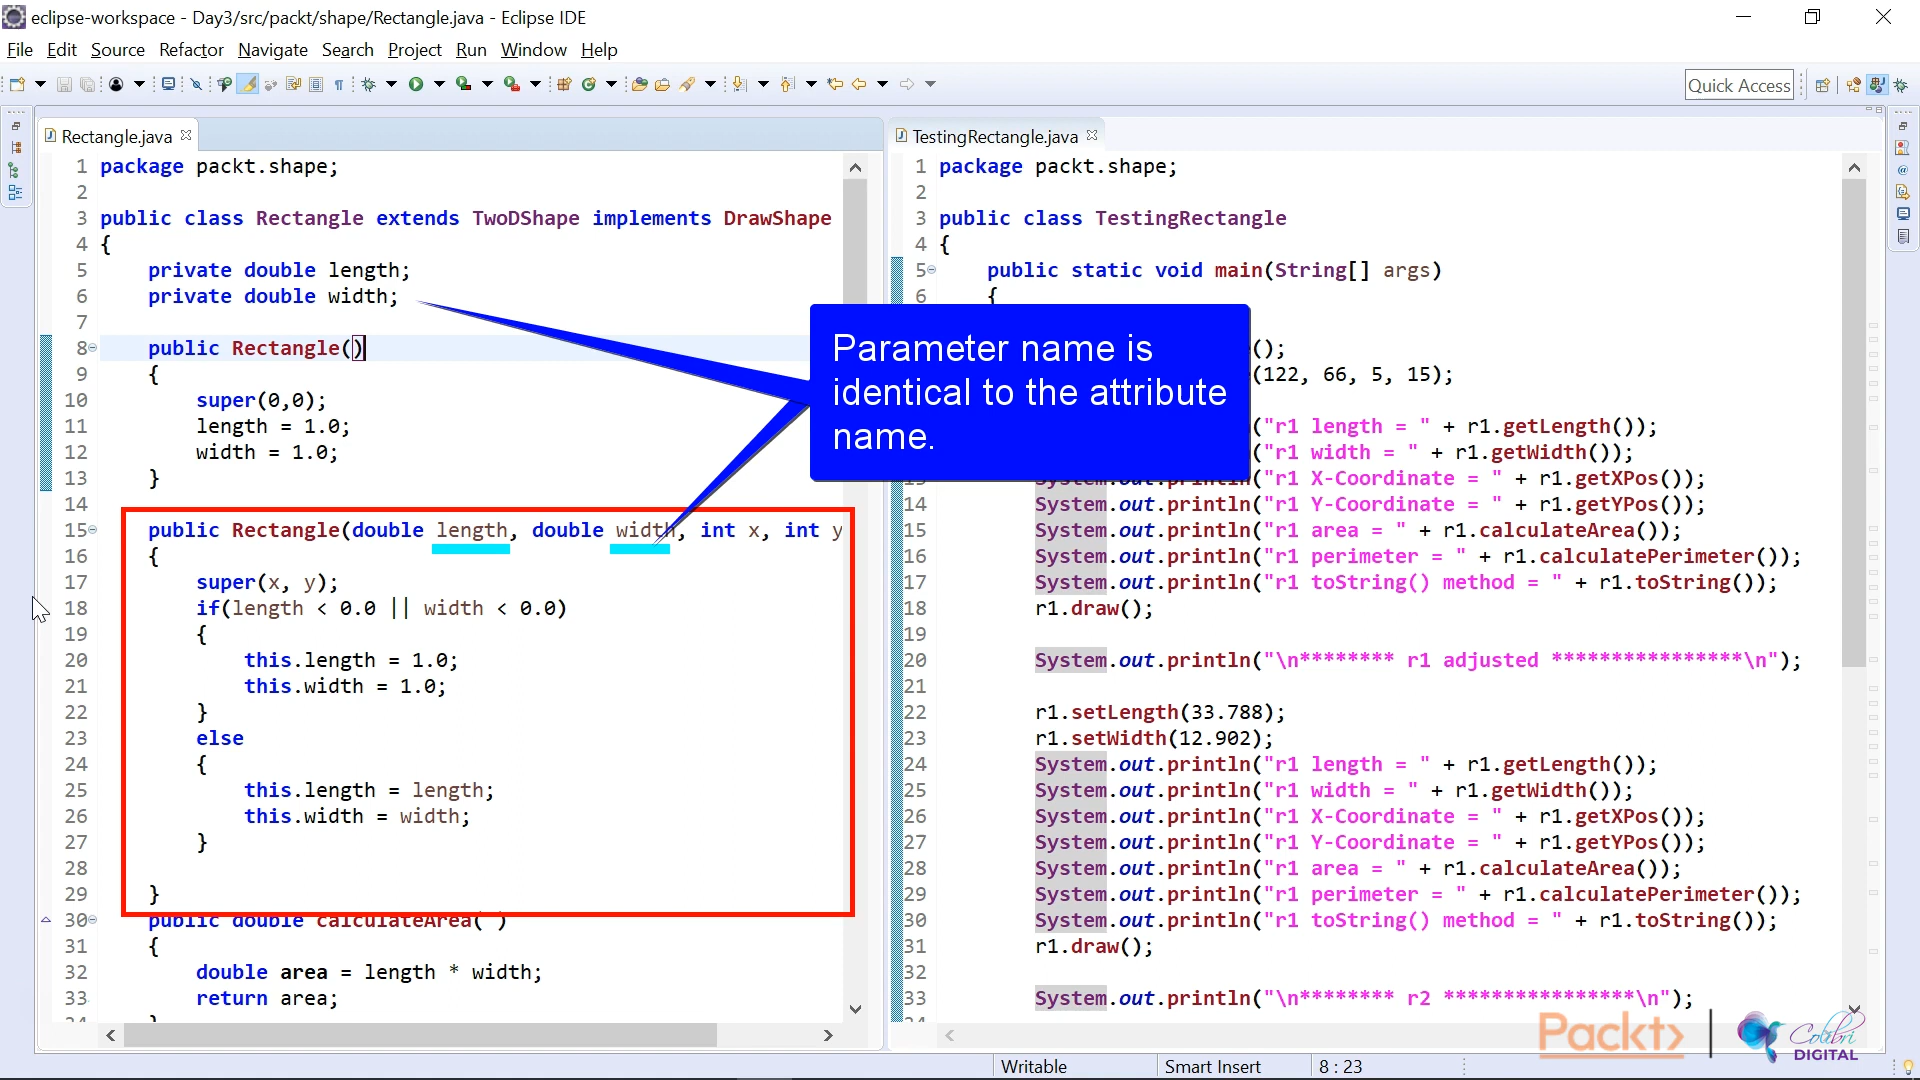 eclipse-workspace - Day3/src/packt/shape/Rectangle.java - Eclipse IDE
File Edit Source Refactor Navigate Search Project Run Window Help
Quick Access
Rectangle.java
1 package packt.shape;
2
3 public class Rectangle extends TwoDShape implements DrawShape
4 {
5 private double length;
6 private double width;
7
8 public Rectangle()
9 {
10 super(0,0);
11 length = 1.0;
12 width = 1.0;
13 }
14
15 public Rectangle(double length, double width, int x, int y
16 {
17 super(x, y);
18 if(length < 0.0 || width < 0.0)
19 {
20 this.length = 1.0;
21 this.width = 1.0;
22 }
23 else
24 {
25 this.length = length;
26 this.width = width;
27 }
28
29 }
30 public double calculateArea( )
31 {
32 double area = length * width;
33 return area;
Parameter name is
identical to the attribute
name.
TestingRectangle.java
1 package packt.shape;
2
3 public class TestingRectangle
4 {
5 public static void main(String[] args)
6 {
();
(122, 66, 5, 15);
("r1 length = " + r1.getLength());
("r1 width = " + r1.getWidth());
System.out.println("r1 X-Coordinate = " + r1.getXPos());
14 System.out.println("r1 Y-Coordinate = " + r1.getYPos());
15 System.out.println("r1 area = " + r1.calculateArea());
16 System.out.println("r1 perimeter = " + r1.calculatePerimeter());
17 System.out.println("r1 toString() method = " + r1.toString());
18 r1.draw();
19
20 System.out.println("\n******** r1 adjusted ****************\n");
21
22 r1.setLength(33.788);
23 r1.setWidth(12.902);
24 System.out.println("r1 length = " + r1.getLength());
25 System.out.println("r1 width = " + r1.getWidth());
26 System.out.println("r1 X-Coordinate = " + r1.getXPos());
27 System.out.println("r1 Y-Coordinate = " + r1.getYPos());
28 System.out.println("r1 area = " + r1.calculateArea());
29 System.out.println("r1 perimeter = " + r1.calculatePerimeter());
30 System.out.println("r1 toString() method = " + r1.toString());
31 r1.draw();
32
33 System.out.println("\n******** r2 ****************\n");
Packt>
Colibri
DIGITAL
Writable Smart Insert 8 : 23